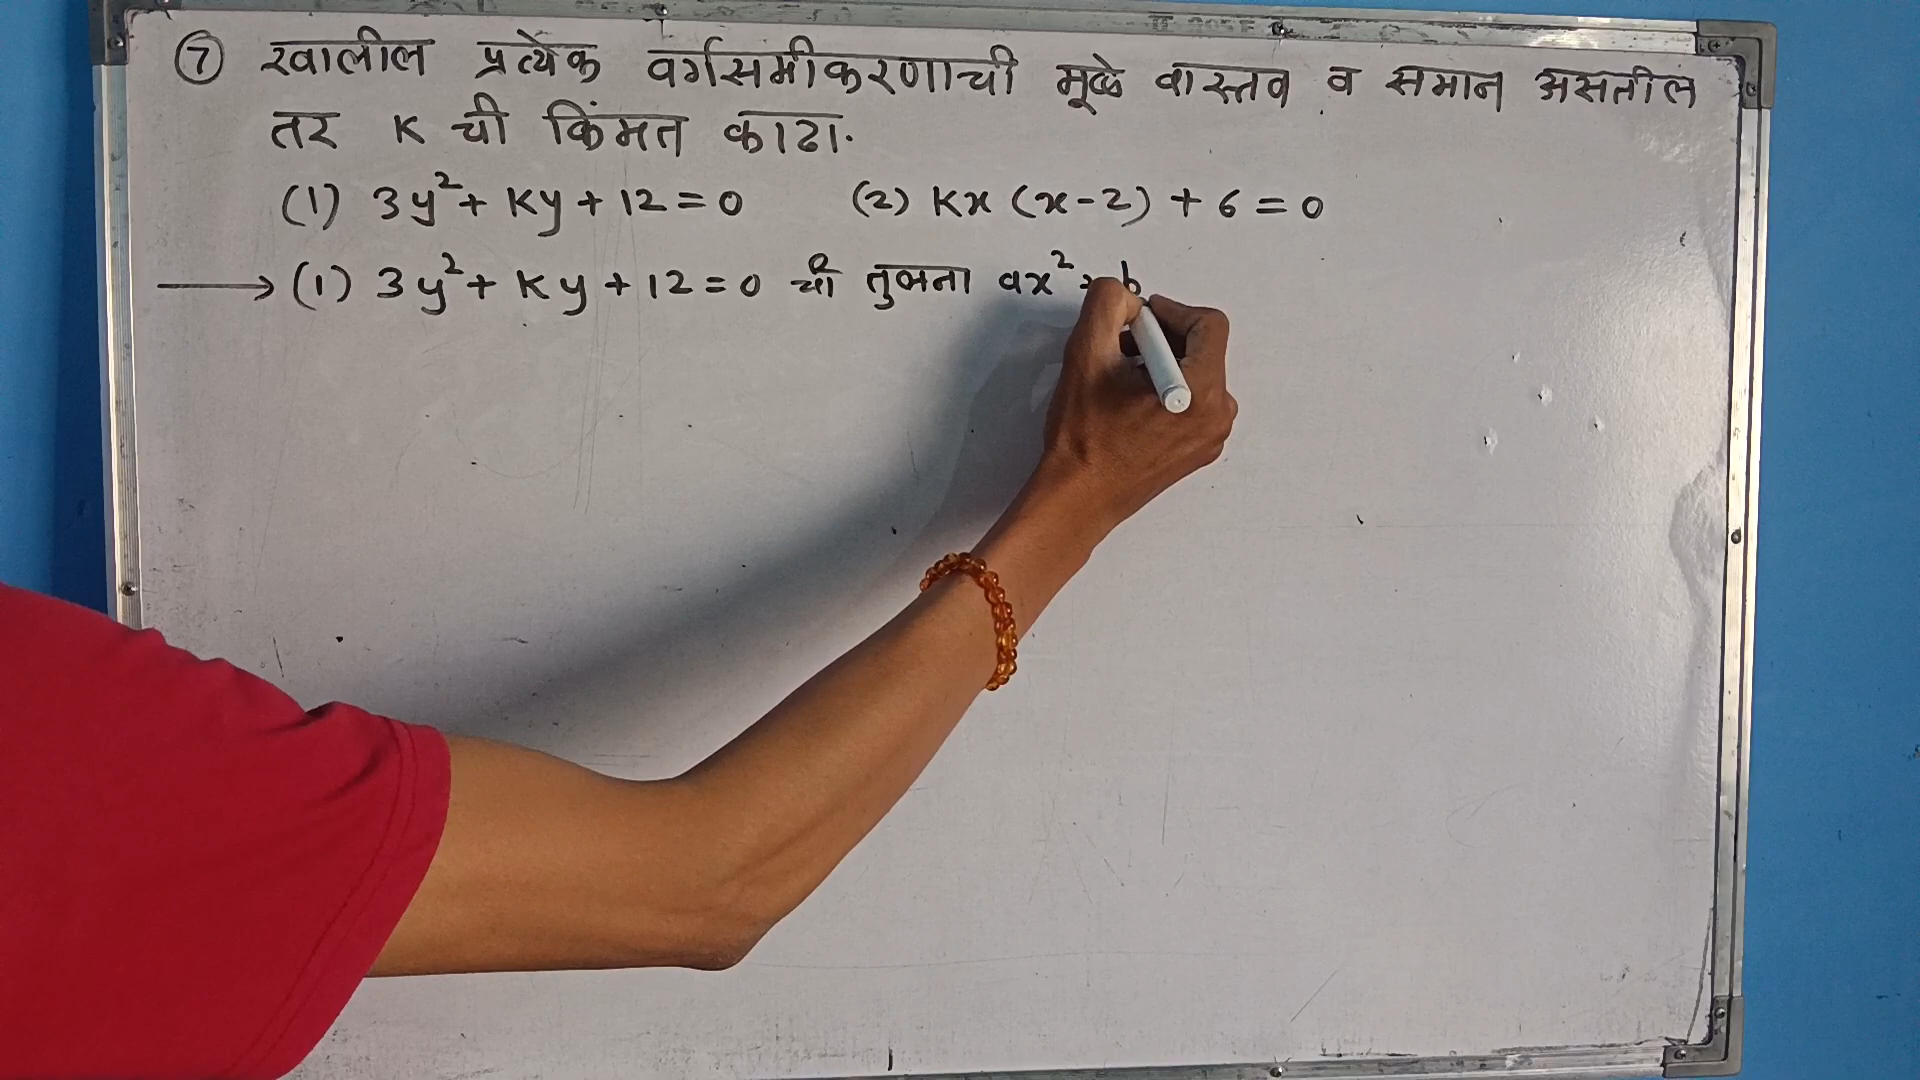 ⑦ खालील प्रत्येक वर्गसमीकरणाची मूळे वास्तव व समान असतील
तर K ची किंमत काढा.
(1) 3y²+ Ky + 12 = 0 (2) Kx (x-2) + 6 = 0
→ (1) 3y²+ Ky + 12 = 0 ची तुलना ax² + b